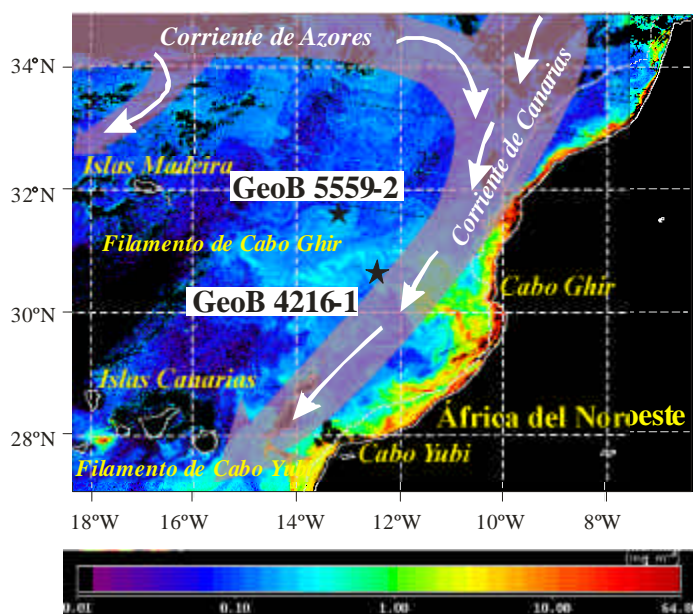 Corriente de Azores
34°N
Corriente de Canarias
Islas Madeira
32°N
GeoB 5559-2
Filamento de Cabo Ghir
GeoB 4216-1
Cabo Ghir
30°N
Islas Canarias
África del Noroeste
28°N
Filamento de Cabo Yubi
Cabo Yubi
18°W 16°W 14°W 12°W 10°W 8°W
0.01 0.10 1.00 10.00 64